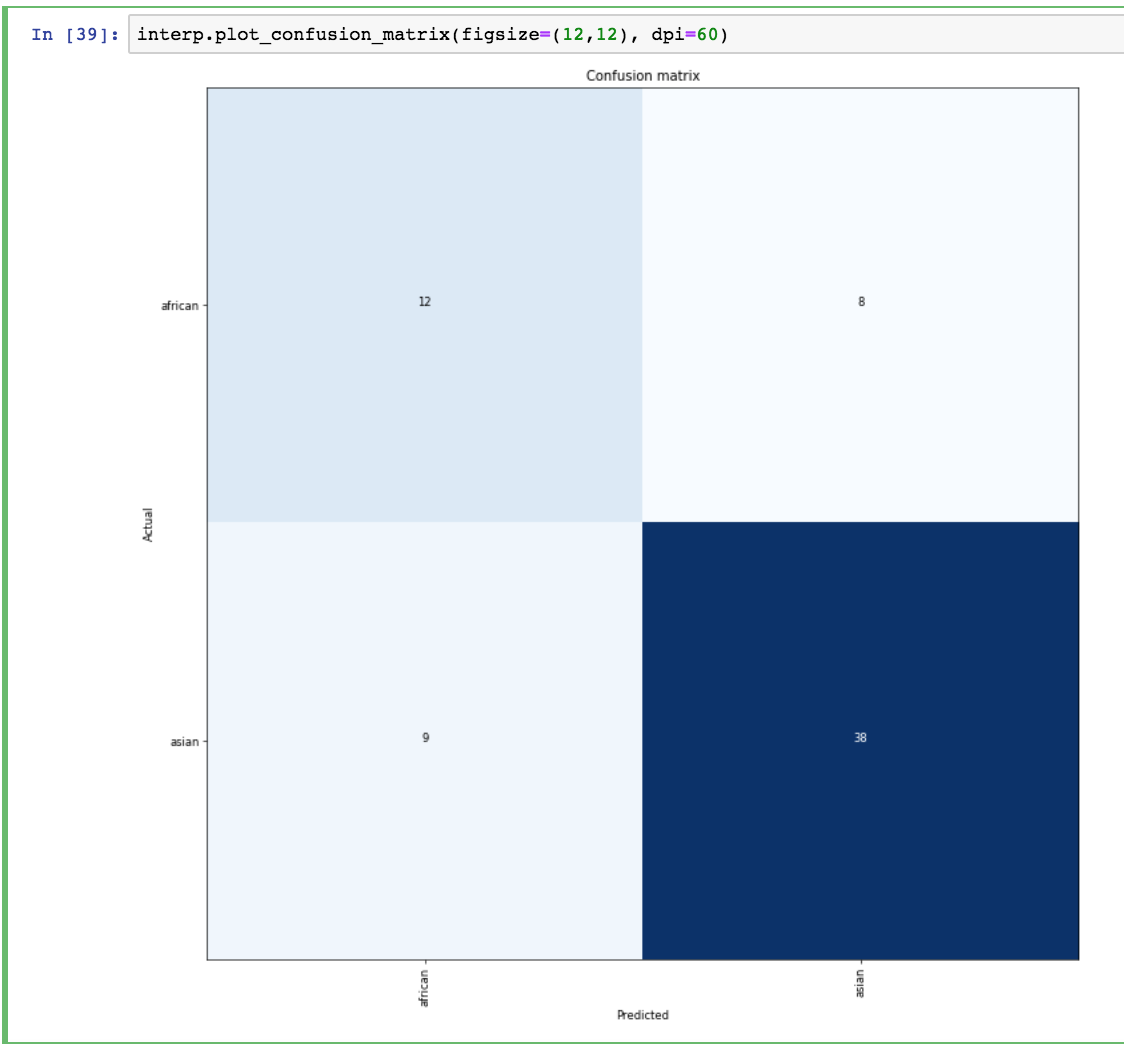 In [39]: interp.plot_confusion_matrix(figsize=(12,12), dpi=60)
Confusion matrix
african
12
8
Actual
asian
9
38
african
asian
Predicted